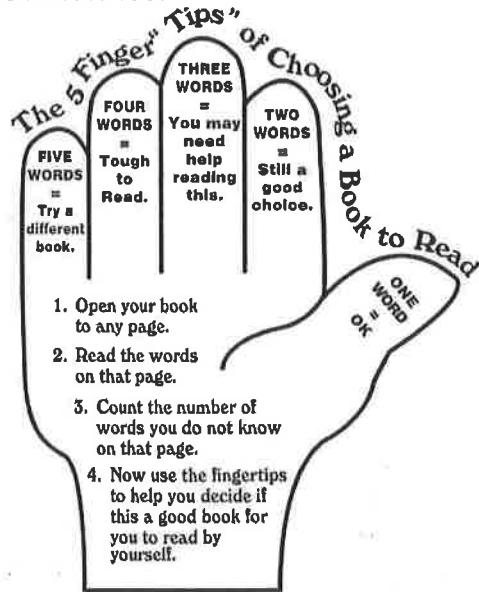 The 5 Finger "Tips" of Choosing a Book to Read
FIVE
WORDS
=
Try a
different
book.
FOUR
WORDS
=
Tough
to
Read.
THREE
WORDS
=
You may
need
help
reading
this.
TWO
WORDS
=
Still a
good
choice.
ONE
WORD
=
OK
1. Open your book
to any page.
2. Read the words
on that page.
3. Count the number of
words you do not know
on that page.
4. Now use the fingertips
to help you decide if
this a good book for
you to read by
yourself.